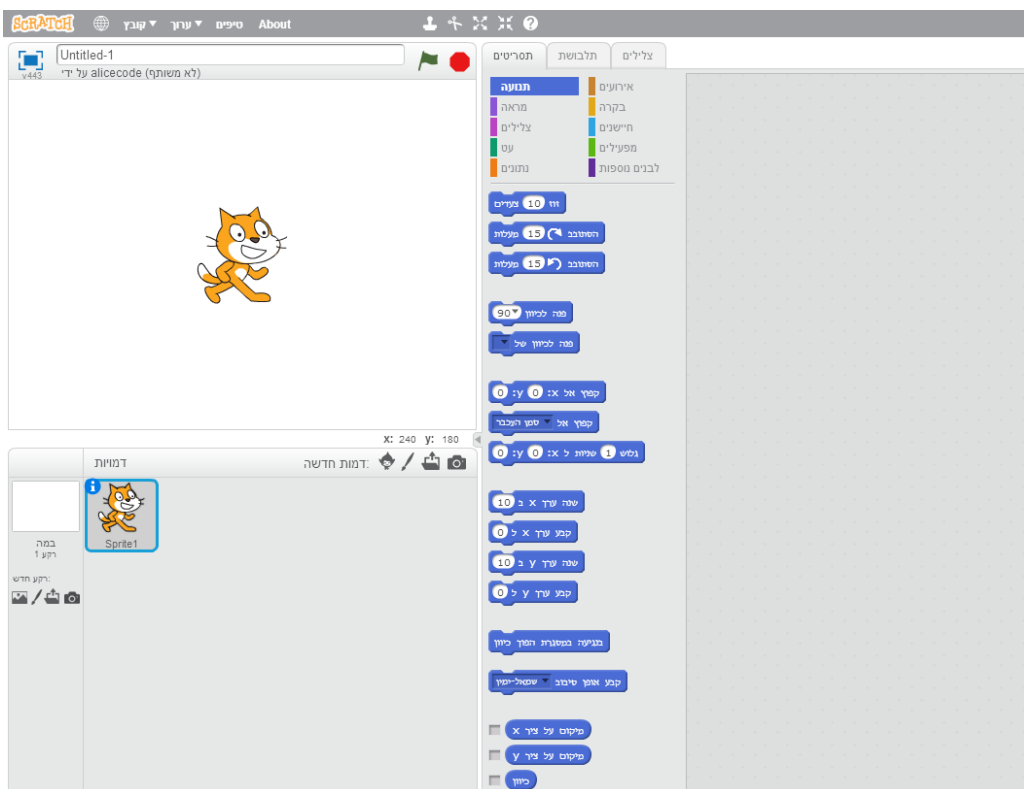 SCRATCH קובץ ערוך טיפים About
Untitled-1
v443
על ידי alicecode (לא משותף)
תסריטים תלבושת צלילים
תנועה אירועים
מראה בקרה
צלילים חיישנים
עט מפעילים
נתונים לבנים נוספות
זוז 10 צעדים
הסתובב 15 מעלות
הסתובב 15 מעלות
פנה לכיוון 90
פנה לכיוון של
קפוץ אל x: 0 y: 0
קפוץ אל סמן העכבר
גלוש 1 שניות ל x: 0 y: 0
שנה ערך x ב 10
קבע ערך x ל 0
שנה ערך y ב 10
קבע ערך y ל 0
מגיעה במסגרת הפוך כיוון
קבע אופן סיבוב שמאל-ימין
מיקום על ציר x
מיקום על ציר y
כיוון
x: 240 y: 180
דמויות
דמות חדשה:
Sprite1
במה
רקע 1
רקע חדש: